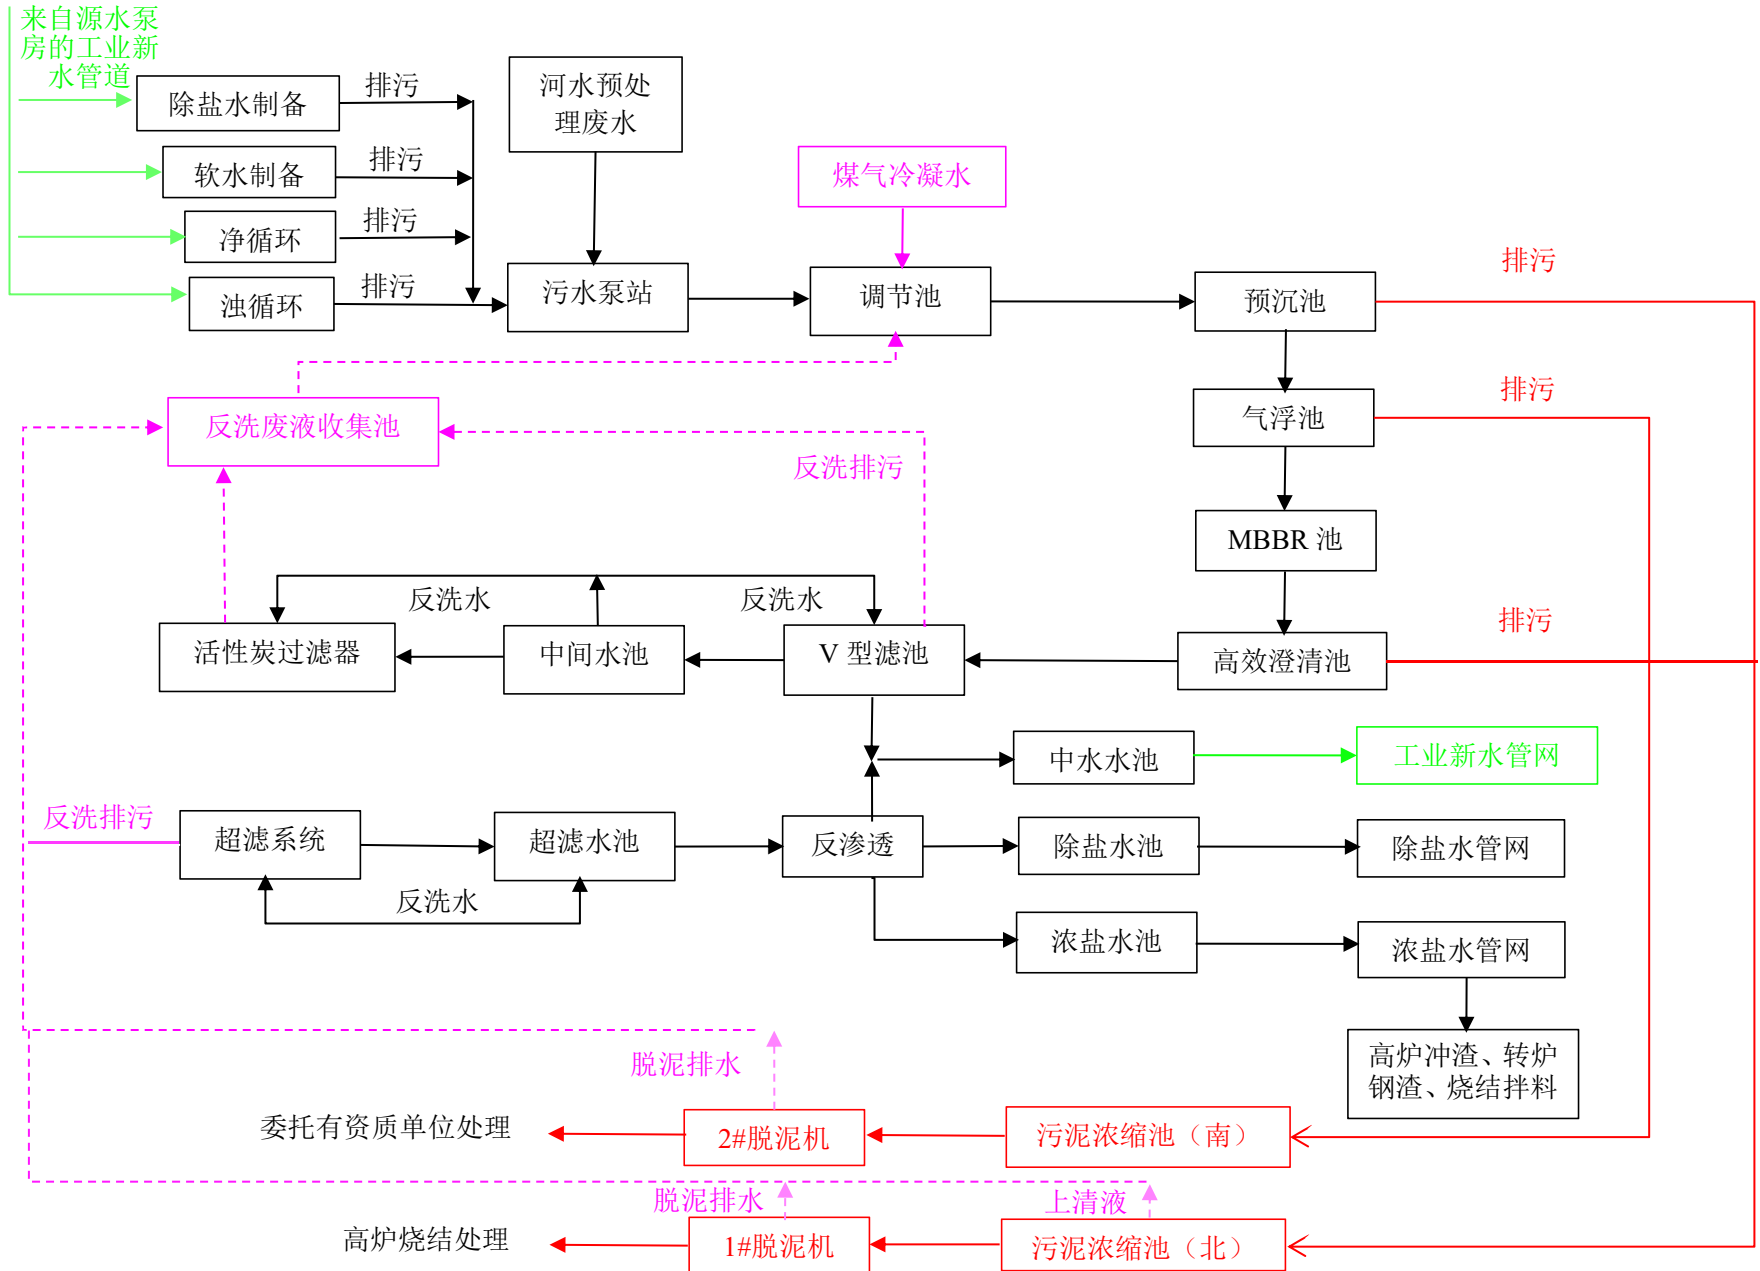 来自源水泵
房的工业新
水管道
除盐水制备
排污
河水预处
理废水
软水制备
排污
煤气冷凝水
净循环
排污
浊循环
排污
污水泵站
调节池
预沉池
排污
反洗废液收集池
反洗排污
气浮池
排污
MBBR 池
反洗水
反洗水
活性炭过滤器
中间水池
V 型滤池
高效澄清池
排污
中水水池
工业新水管网
反洗排污
超滤系统
超滤水池
反渗透
除盐水池
除盐水管网
反洗水
浓盐水池
浓盐水管网
高炉冲渣、转炉
钢渣、烧结拌料
脱泥排水
委托有资质单位处理
2#脱泥机
污泥浓缩池（南）
脱泥排水
上清液
高炉烧结处理
1#脱泥机
污泥浓缩池（北）